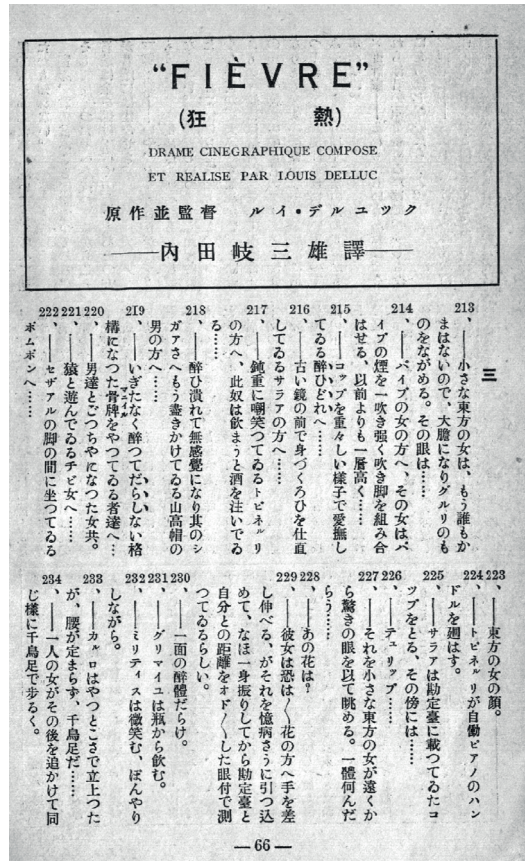 "FIÈVRE"
(狂熱)
DRAME CINEGRAPHIQUE COMPOSE
ET REALISE PAR LOUIS DELLUC
原作並監督 ルイ・デルユツク
——內田岐三雄譯——
三
213、——小さな東方の女は、もう誰もか
まはないので、大膽になりグルリのも
のをながめる。その眼は……
214、——パイプの女の方へ、その女はパ
イプの煙を一吹き强く吹き脚を組み合
はせる、以前よりも一層高く……
215、——コップを重々しい樣子で愛撫し
てゐる醉ひどれへ……
216、古い鏡の前で身づくろひを仕直
してゐるサラアの方へ……
217、——鈍重に嘲笑つてゐるトピネルリ
の方へ、此奴は飮まうと酒を注いでゐ
る……
218、——醉ひ潰れて無感覺になり其のシ
ガアさへもう盡きかけてゐる山高帽の
男の方へ……
219、——いぎたなく醉つてだらしない格
構になつた骨牌をやつてゐる者達へ…
220、——男達とごつちやになつた女共。
221、——猿と遊んでゐるチビ女へ……
222、——セザアルの脚の間に坐つてゐる
ボムボンへ……
223、——東方の女の顏。
224、——トピネルリが自働ピアノのハン
ドルを廻はす。
225、——サラアは勘定臺に載つてゐたコ
ツプをとる、その傍には……
226、——テュリップ……
227、——それを小さな東方の女が遠くか
ら驚きの眼を以て眺める。一體何んだ
らう……
228、——あの花は?
229、——彼女は恐は〱花の方へ手を差
し伸べる、がそれを憶病さうに引つ込
めて、なほ一身振りしてから勘定臺と
自分との距離をオド〱した眼付で測
つてゐるらしい。
230、——一面の醉體だらけ。
231、——グリマイユは瓶から飮む。
232、——ミリティスは微笑む、ぼんやり
しながら。
233、——カルロはやつとこさで立上つた
が、腰が定まらず、千鳥足だ……
234、——一人の女がその後を追かけて同
じ樣に千鳥足で步るく。
—66—